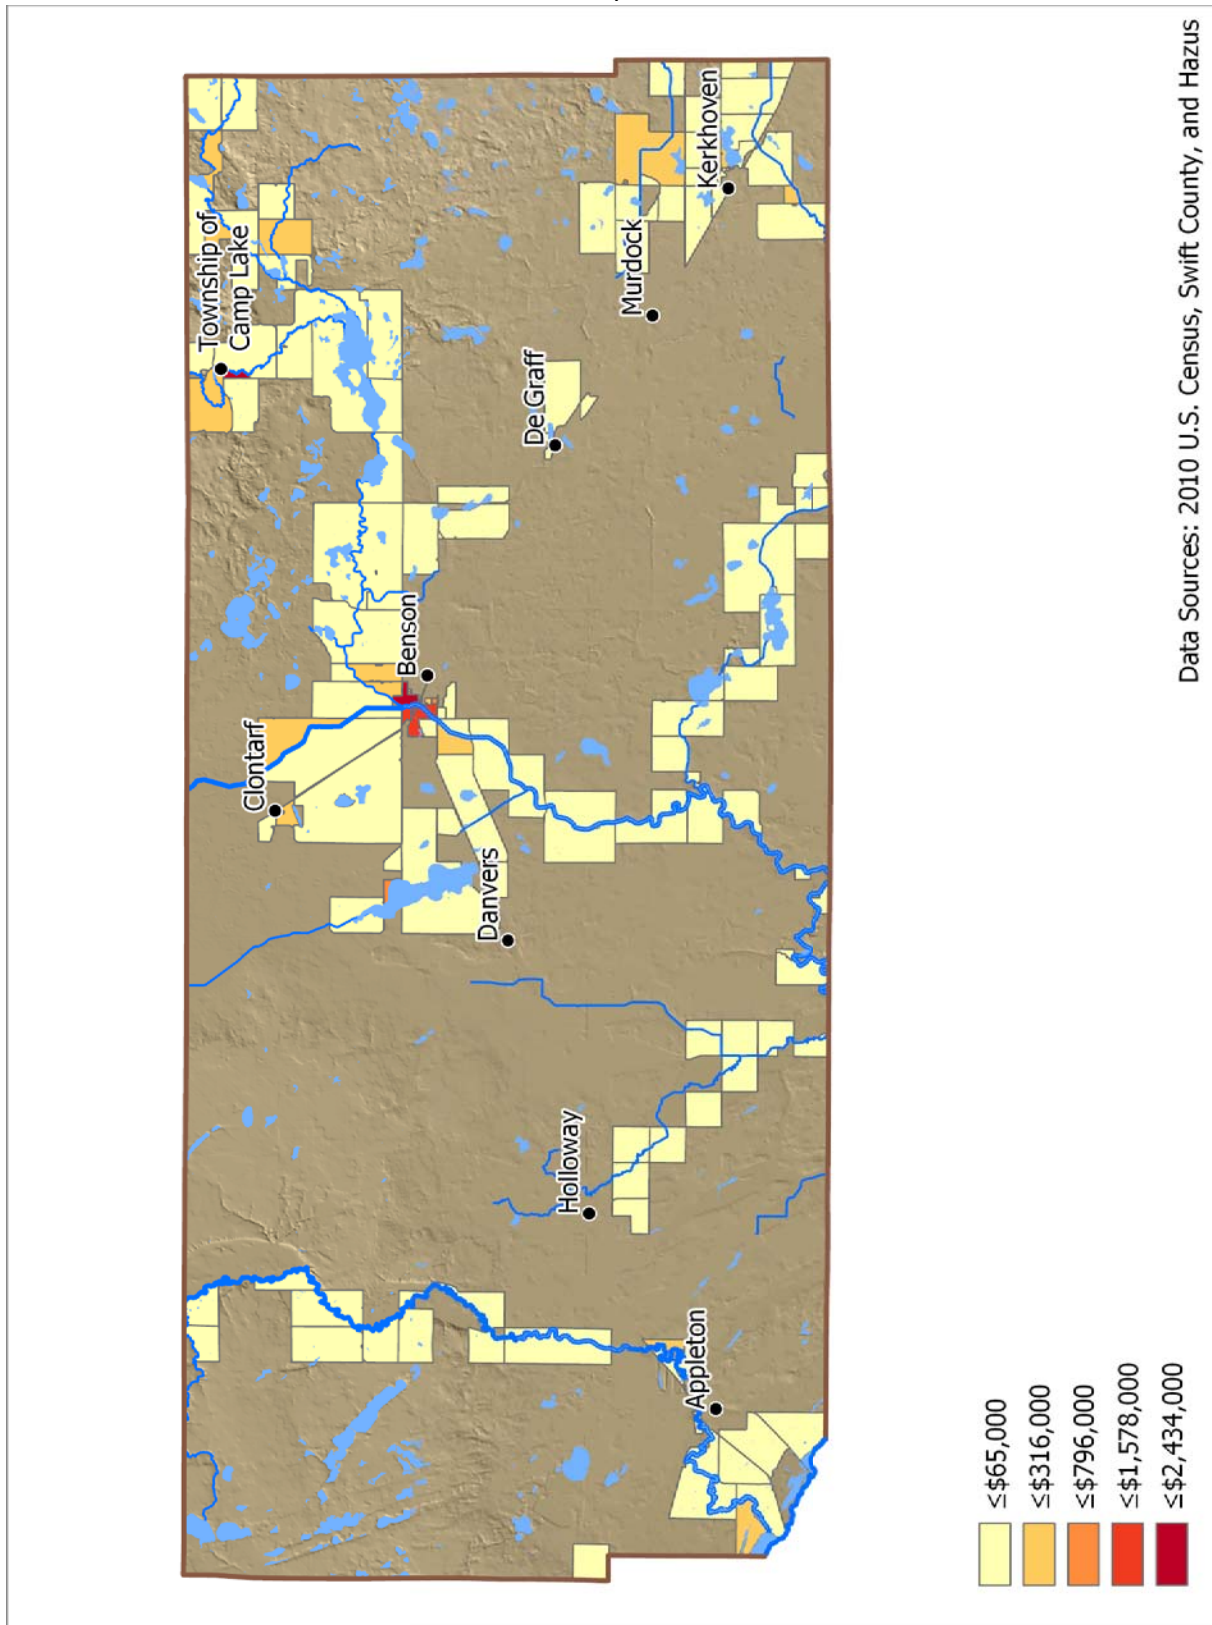 Township of
Camp Lake
Clontarf
Benson
Kerkhoven
Murdock
De Graff
Danvers
Holloway
Appleton
≤$65,000
≤$316,000
≤$796,000
≤$1,578,000
≤$2,434,000
Data Sources: 2010 U.S. Census, Swift County, and Hazus